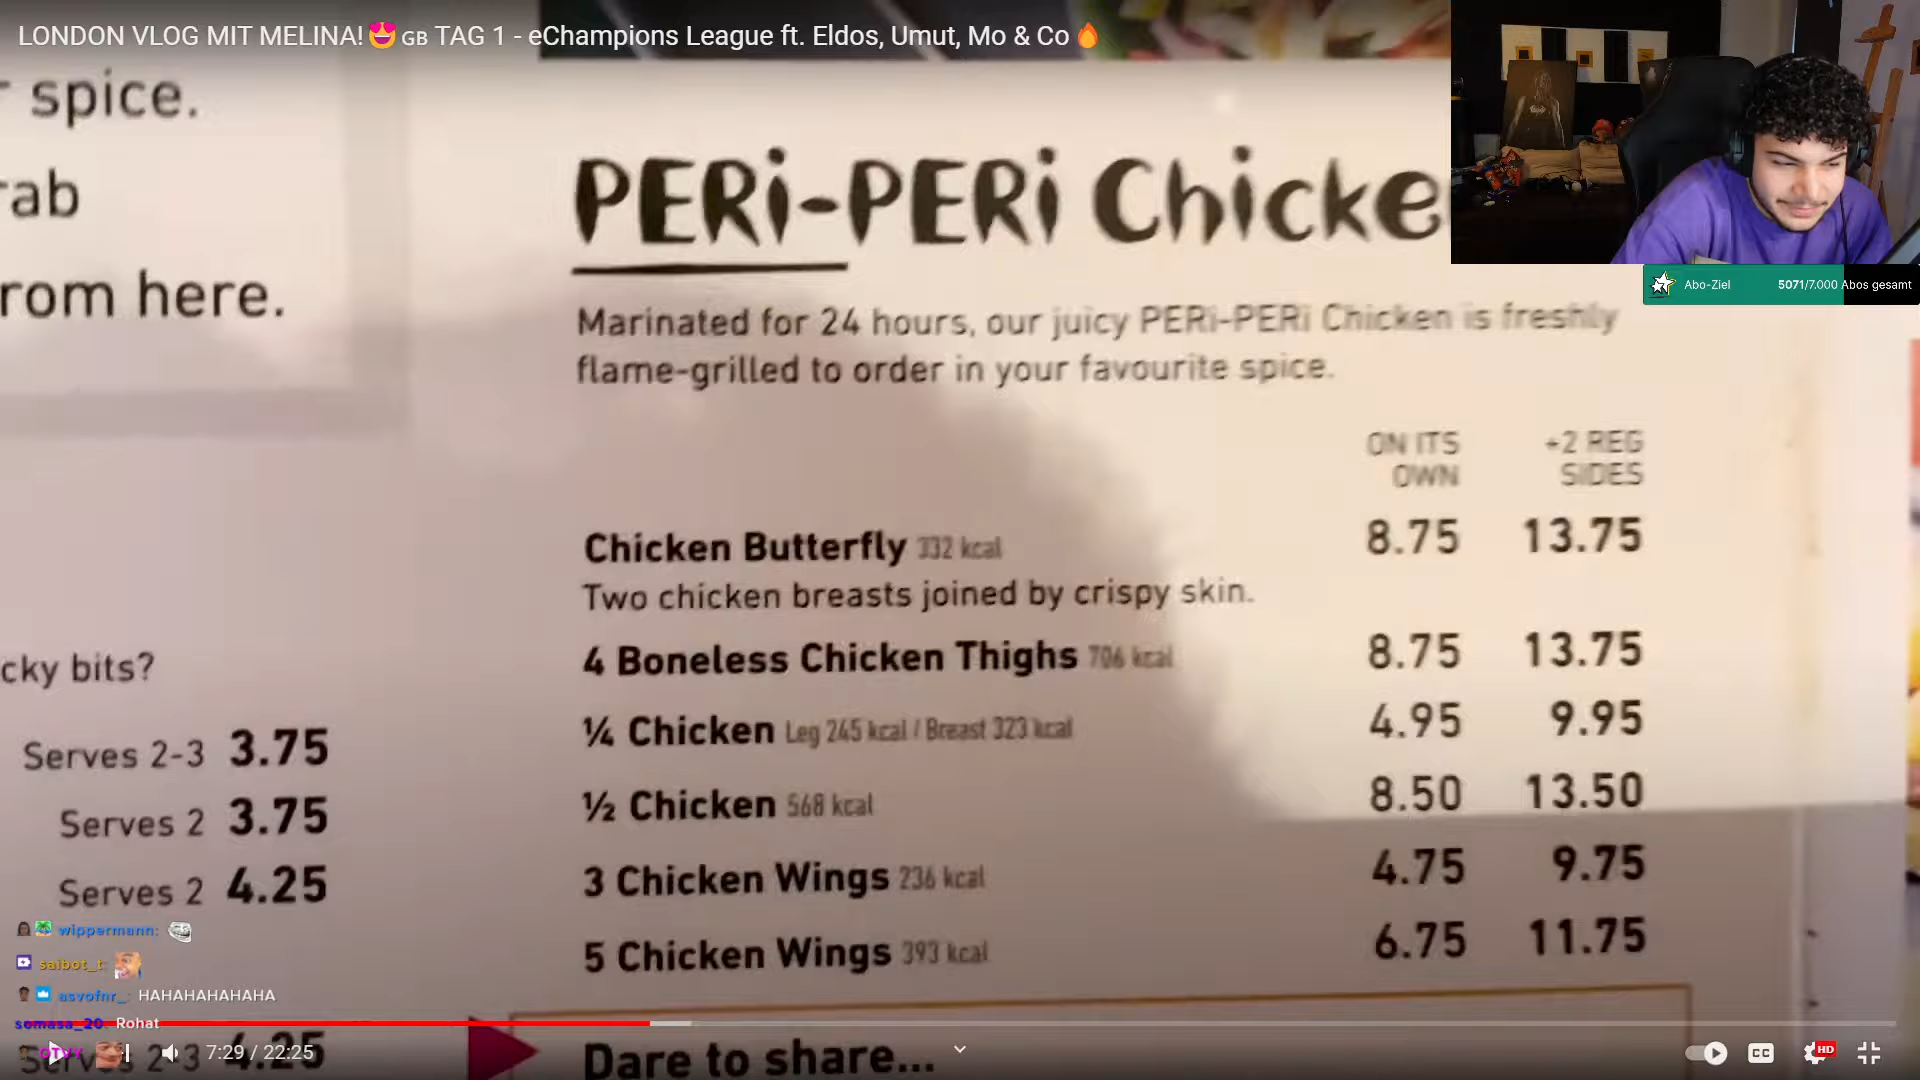 LONDON VLOG MIT MELINA!😍 GB TAG 1 - eChampions League ft. Eldos, Umut, Mo & Co🔥
spice.
rab
rom here.
PERi-PERi Chicke
Marinated for 24 hours, our juicy PERi-PERi Chicken is freshly
flame-grilled to order in your favourite spice.
ON ITS OWN
+2 REG SIDES
Chicken Butterfly 332 kcal 8.75 13.75
Two chicken breasts joined by crispy skin.
4 Boneless Chicken Thighs 706 kcal 8.75 13.75
¼ Chicken Leg 245 kcal / Breast 323 kcal 4.95 9.95
½ Chicken 568 kcal 8.50 13.50
3 Chicken Wings 236 kcal 4.75 9.75
5 Chicken Wings 393 kcal 6.75 11.75
Dare to share...
cky bits?
Serves 2-3 3.75
Serves 2 3.75
Serves 2 4.25
2-3 4.25
Abo-Ziel 5071/7.000 Abos gesamt
wippermann:
saibot_t:
asvofnr_: HAHAHAHAHAHA
somasa_20: Rohat
7:29 / 22:25
CC
HD